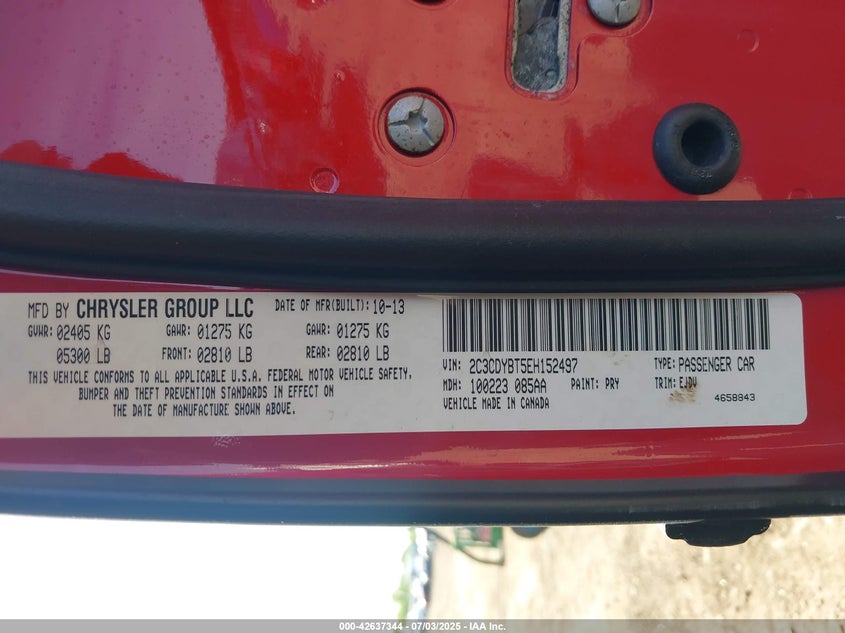 MFD BY CHRYSLER GROUP LLC DATE OF MFR(BUILT): 10-13
GVWR: 02405 KG GAWR: 01275 KG GAWR: 01275 KG
05300 LB FRONT: 02810 LB REAR: 02810 LB
THIS VEHICLE CONFORMS TO ALL APPLICABLE U.S.A. FEDERAL MOTOR VEHICLE SAFETY,
BUMPER AND THEFT PREVENTION STANDARDS IN EFFECT ON
THE DATE OF MANUFACTURE SHOWN ABOVE.
VIN: 2C3CDYBT5EH152497 TYPE: PASSENGER CAR
MDH: 100223 085AA PAINT: PRY TRIM: EJDV
VEHICLE MADE IN CANADA 4658843
000-42637344 - 07/03/2025 - IAA Inc.